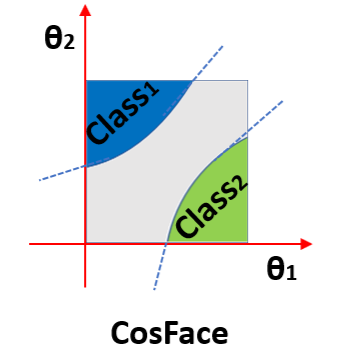 θ2
Class1
Class2
θ1
CosFace